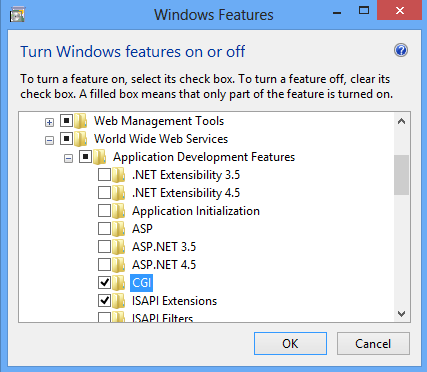 Windows Features
Turn Windows features on or off
To turn a feature on, select its check box. To turn a feature off, clear its
check box. A filled box means that only part of the feature is turned on.
Web Management Tools
World Wide Web Services
Application Development Features
.NET Extensibility 3.5
.NET Extensibility 4.5
Application Initialization
ASP
ASP.NET 3.5
ASP.NET 4.5
CGI
ISAPI Extensions
ISAPI Filters
OK
Cancel